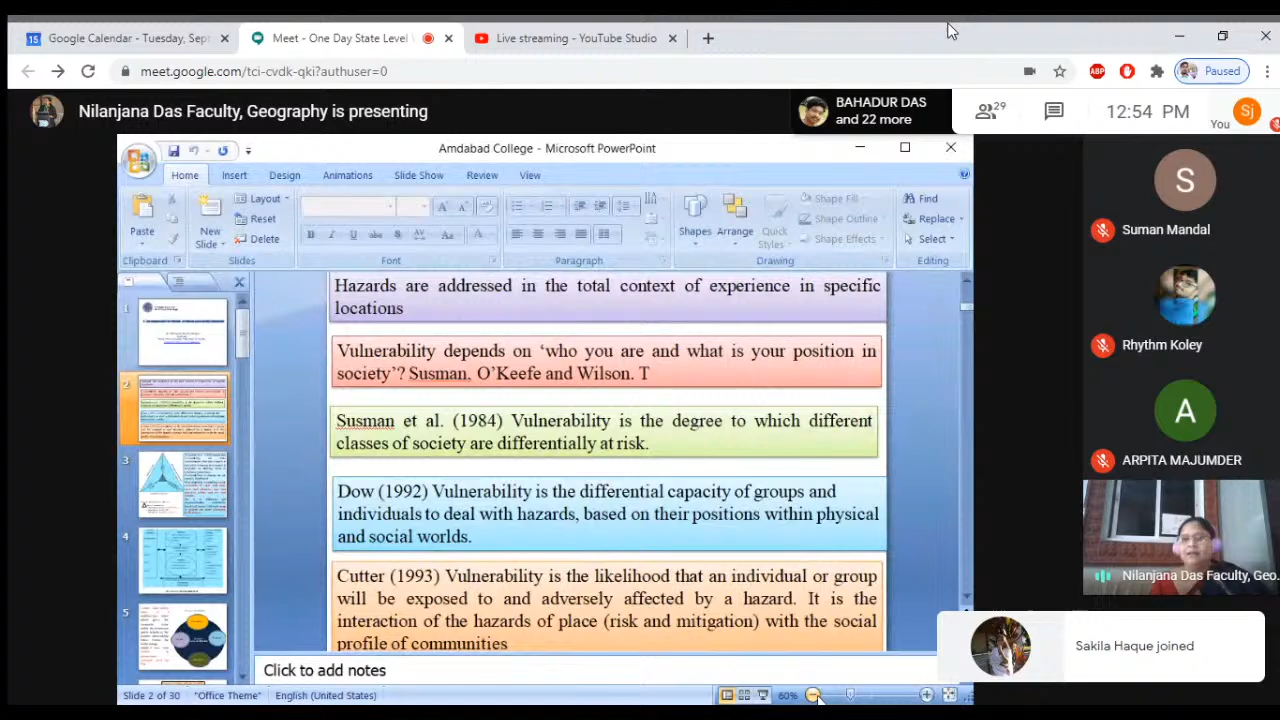 Google Calendar - Tuesday, Sept
Meet - One Day State Level
Live streaming - YouTube Studio
meet.google.com/tci-cvdk-qki?authuser=0
ABP
Paused
Nilanjana Das Faculty, Geography is presenting
BAHADUR DAS
and 22 more
29
12:54 PM
You
Sj
Amdabad College - Microsoft PowerPoint
Home Insert Design Animations Slide Show Review View
Paste
New
Slide
Layout
Reset
Delete
Shapes Arrange Quick
Styles
Shape Fill
Shape Outline
Shape Effects
Find
Replace
Select
Clipboard Slides Font Paragraph Drawing Editing
Hazards are addressed in the total context of experience in specific
locations
Vulnerability depends on ‘who you are and what is your position in
society’? Susman, O’Keefe and Wilson. T
Susman et al. (1984) Vulnerability is the degree to which different
classes of society are differentially at risk.
Dow (1992) Vulnerability is the differential capacity of groups and
individuals to deal with hazards, based on their positions within physical
and social worlds.
Cutter (1993) Vulnerability is the likelihood that an individual or group
will be exposed to and adversely affected by a hazard. It is the
interaction of the hazards of place (risk and mitigation) with the social
profile of communities
1
2
3
4
5
Click to add notes
Slide 2 of 30
"Office Theme"
English (United States)
60%
S
Suman Mandal
Rhythm Koley
A
ARPITA MAJUMDER
Nilanjana Das Faculty, Geo...
Sakila Haque joined